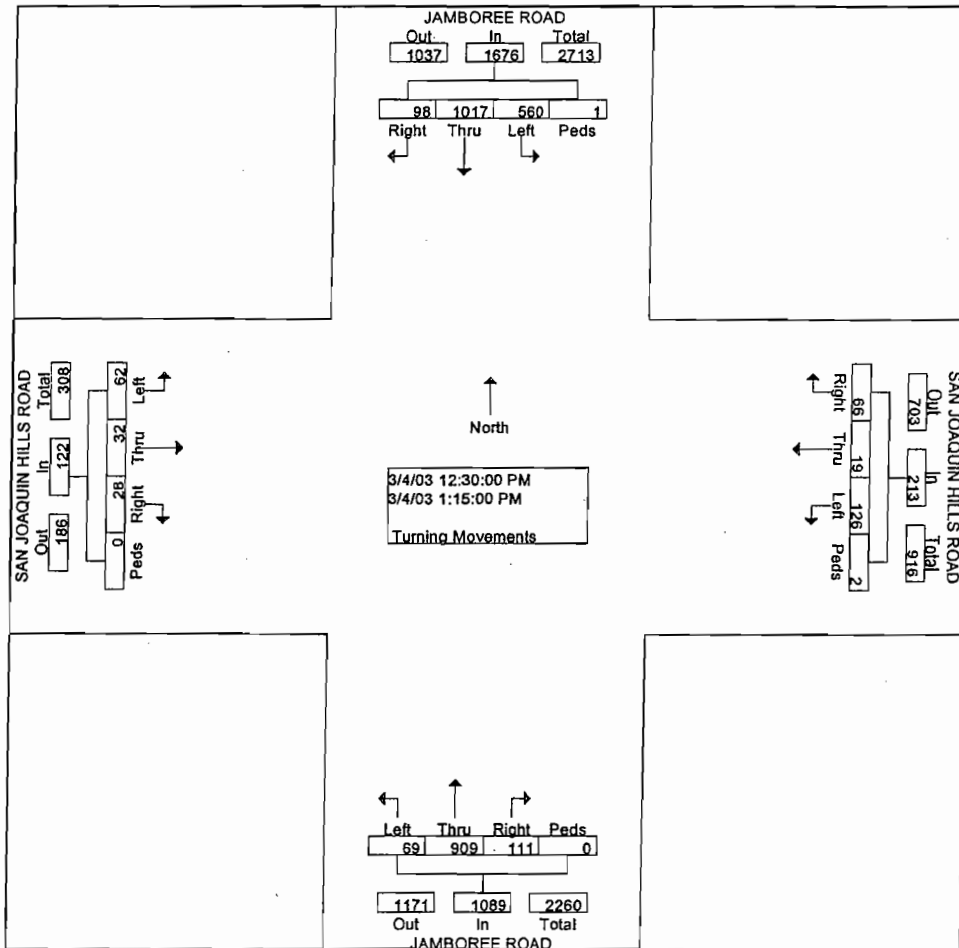 JAMBOREE ROAD
Out In Total
1037 1676 2713
98 1017 560 1
Right Thru Left Peds
SAN JOAQUIN HILLS ROAD
Total In Out
308 122 186
62 32 28 0
Left Thru Right Peds
North
3/4/03 12:30:00 PM
3/4/03 1:15:00 PM
Turning Movements
Right Thru Left Peds
66 19 126 2
703 213 916
Out In Total
SAN JOAQUIN HILLS ROAD
Left Thru Right Peds
69 909 111 0
1171 1089 2260
Out In Total
JAMBOREE ROAD